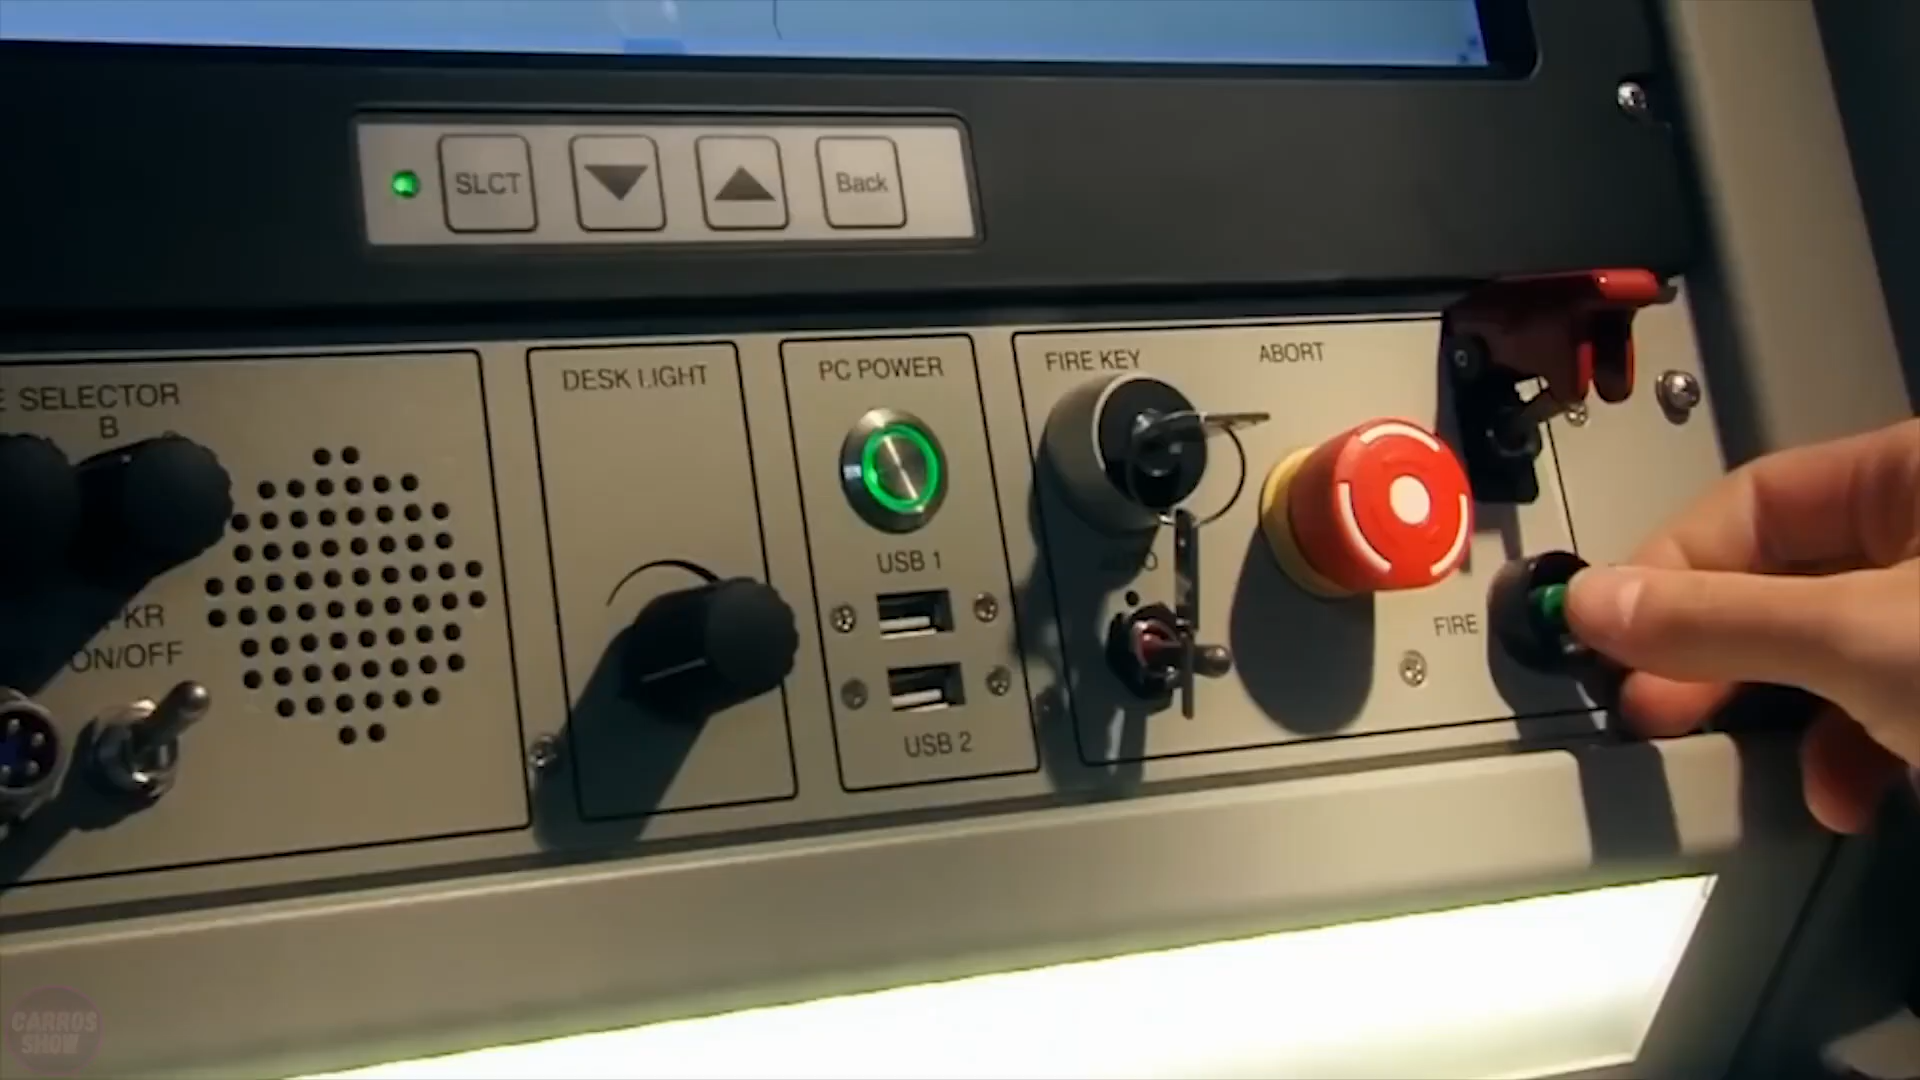 SLCT
Back
E SELECTOR
B
DESK LIGHT
PC POWER
FIRE KEY
ABORT
USB 1
KR
ON/OFF
FIRE
USB 2
CARROS
SHOW